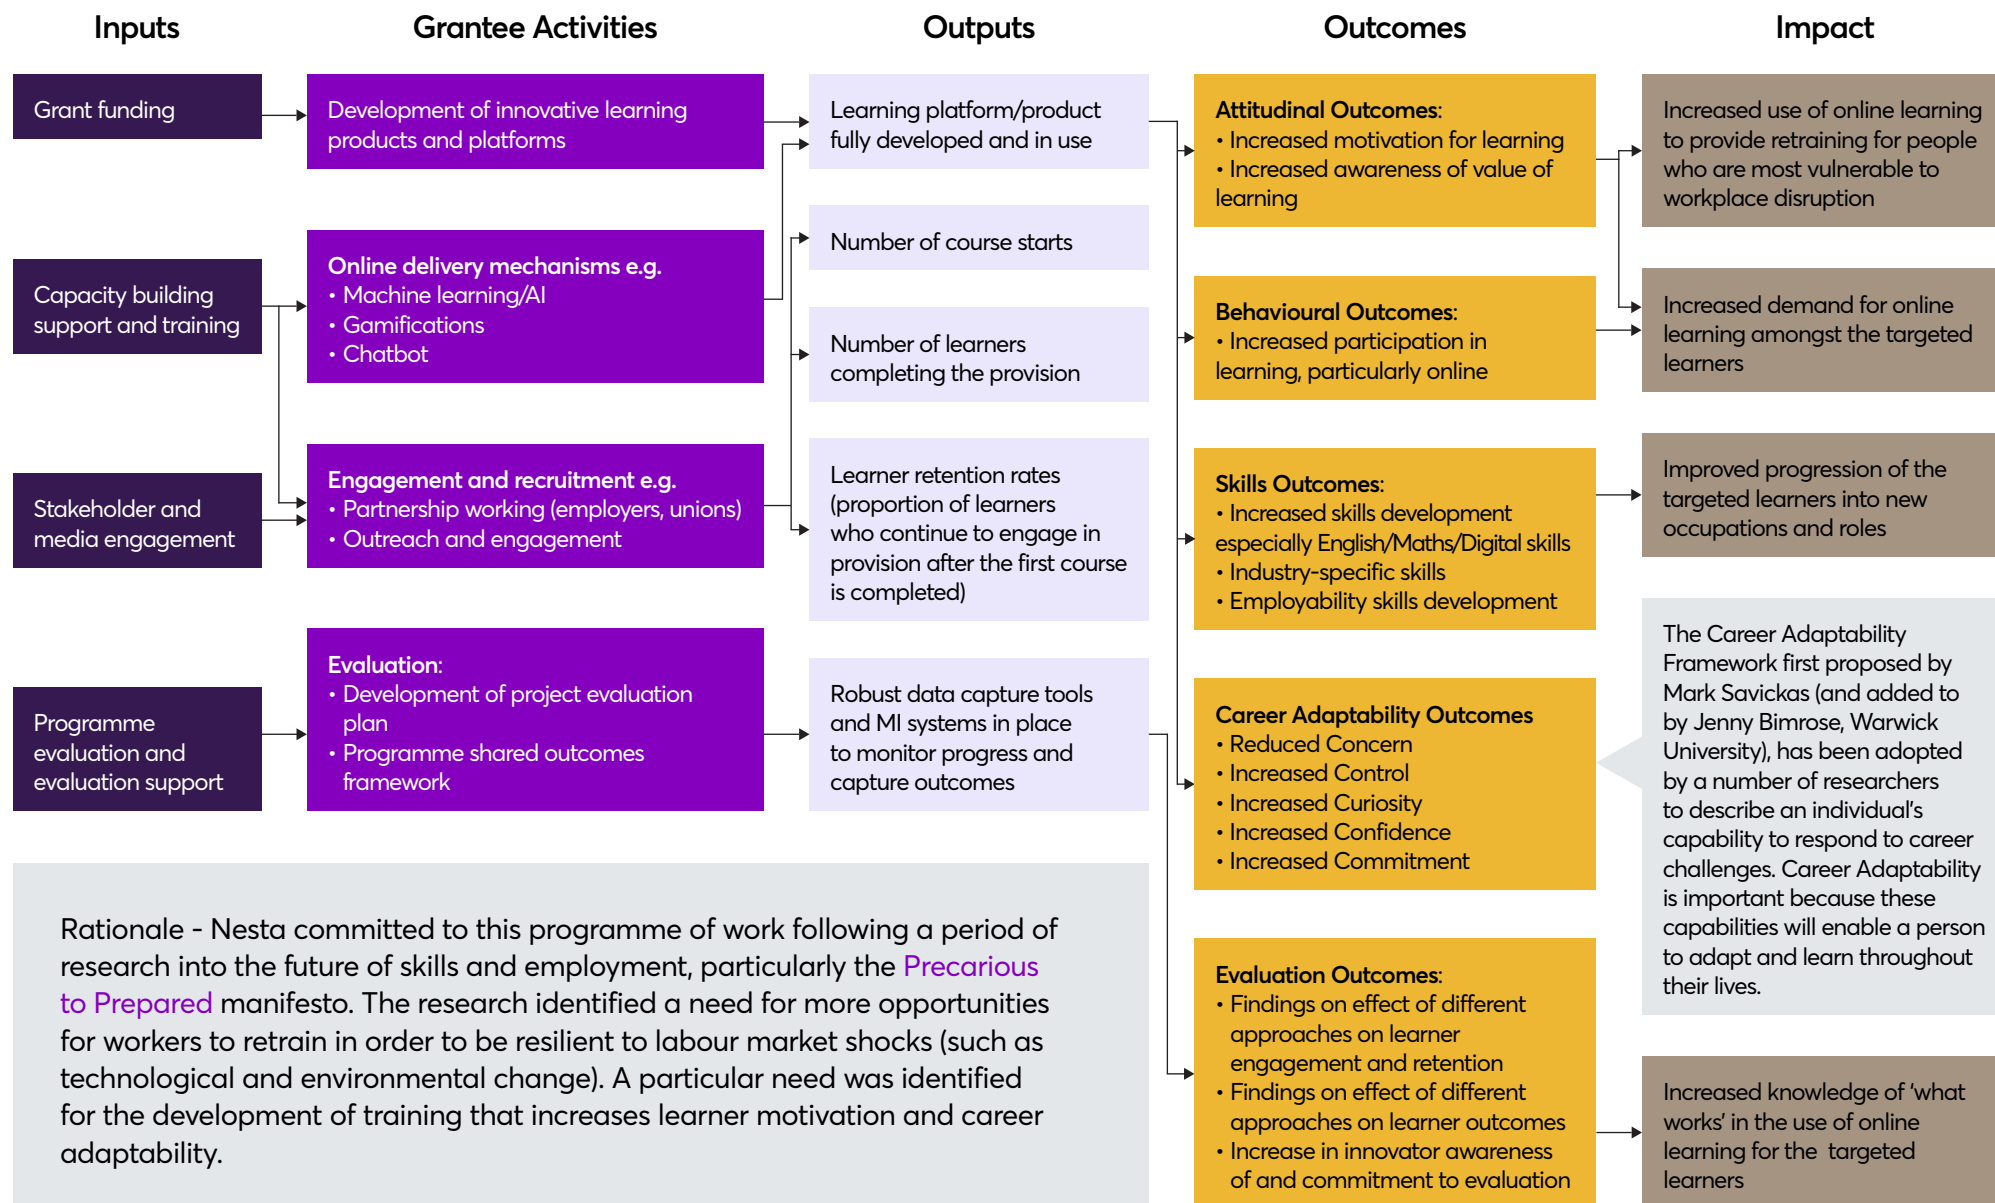 Inputs
Grant funding
Capacity building
support and training
Stakeholder and
media engagement
Programme
evaluation and
evaluation support
Grantee Activities
Development of innovative learning
products and platforms
Online delivery mechanisms e.g.
• Machine learning/AI
• Gamifications
• Chatbot
Engagement and recruitment e.g.
• Partnership working (employers, unions)
• Outreach and engagement
Evaluation:
• Development of project evaluation
plan
• Programme shared outcomes
framework
Outputs
Learning platform/product
fully developed and in use
Number of course starts
Number of learners
completing the provision
Learner retention rates
(proportion of learners
who continue to engage in
provision after the first course
is completed)
Robust data capture tools
and MI systems in place
to monitor progress and
capture outcomes
Outcomes
Attitudinal Outcomes:
• Increased motivation for learning
• Increased awareness of value of
learning
Behavioural Outcomes:
• Increased participation in
learning, particularly online
Skills Outcomes:
• Increased skills development
especially English/Maths/Digital skills
• Industry-specific skills
• Employability skills development
Career Adaptability Outcomes
• Reduced Concern
• Increased Control
• Increased Curiosity
• Increased Confidence
• Increased Commitment
Evaluation Outcomes:
• Findings on effect of different
approaches on learner
engagement and retention
• Findings on effect of different
approaches on learner outcomes
• Increase in innovator awareness
of and commitment to evaluation
Impact
Increased use of online learning
to provide retraining for people
who are most vulnerable to
workplace disruption
Increased demand for online
learning amongst the targeted
learners
Improved progression of the
targeted learners into new
occupations and roles
The Career Adaptability
Framework first proposed by
Mark Savickas (and added to
by Jenny Bimrose, Warwick
University), has been adopted
by a number of researchers
to describe an individual's
capability to respond to career
challenges. Career Adaptability
is important because these
capabilities will enable a person
to adapt and learn throughout
their lives.
Increased knowledge of 'what
works' in the use of online
learning for the targeted
learners
Rationale - Nesta committed to this programme of work following a period of
research into the future of skills and employment, particularly the Precarious
to Prepared manifesto. The research identified a need for more opportunities
for workers to retrain in order to be resilient to labour market shocks (such as
technological and environmental change). A particular need was identified
for the development of training that increases learner motivation and career
adaptability.